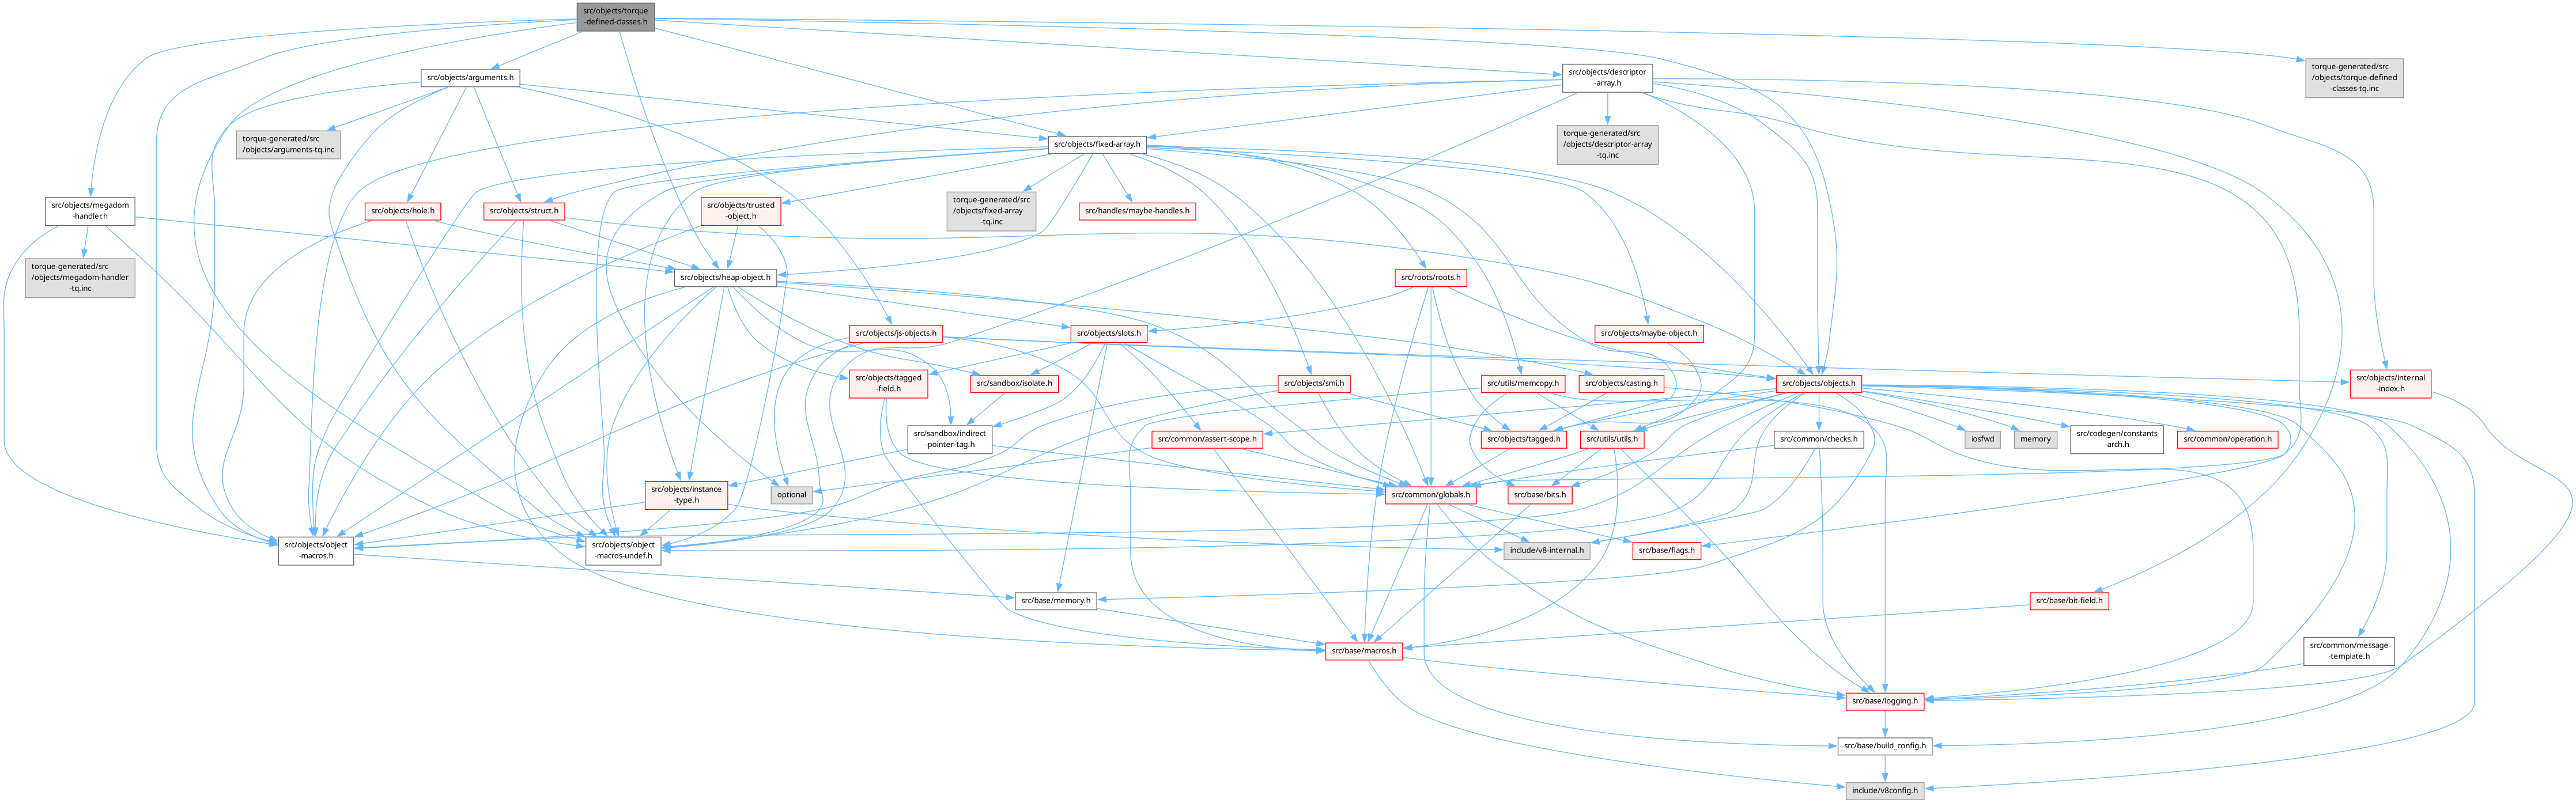 src/objects/torque
-defined-classes.h
src/objects/arguments.h
src/objects/descriptor
-array.h
torque-generated/src
/objects/torque-defined
-classes-tq.inc
torque-generated/src
/objects/arguments-tq.inc
src/objects/fixed-array.h
torque-generated/src
/objects/descriptor-array
-tq.inc
src/objects/megadom
-handler.h
src/objects/hole.h
src/objects/struct.h
src/objects/trusted
-object.h
torque-generated/src
/objects/fixed-array
-tq.inc
src/handles/maybe-handles.h
torque-generated/src
/objects/megadom-handler
-tq.inc
src/objects/heap-object.h
src/roots/roots.h
src/objects/js-objects.h
src/objects/slots.h
src/objects/maybe-object.h
src/objects/tagged
-field.h
src/sandbox/isolate.h
src/objects/smi.h
src/utils/memcopy.h
src/objects/casting.h
src/objects/objects.h
src/objects/internal
-index.h
src/sandbox/indirect
-pointer-tag.h
src/common/assert-scope.h
src/objects/tagged.h
src/utils/utils.h
src/common/checks.h
iosfwd
memory
src/codegen/constants
-arch.h
src/common/operation.h
src/objects/instance
-type.h
optional
src/common/globals.h
src/base/bits.h
src/objects/object
-macros.h
src/objects/object
-macros-undef.h
include/v8-internal.h
src/base/flags.h
src/base/memory.h
src/base/bit-field.h
src/base/macros.h
src/common/message
-template.h
src/base/logging.h
src/base/build_config.h
include/v8config.h